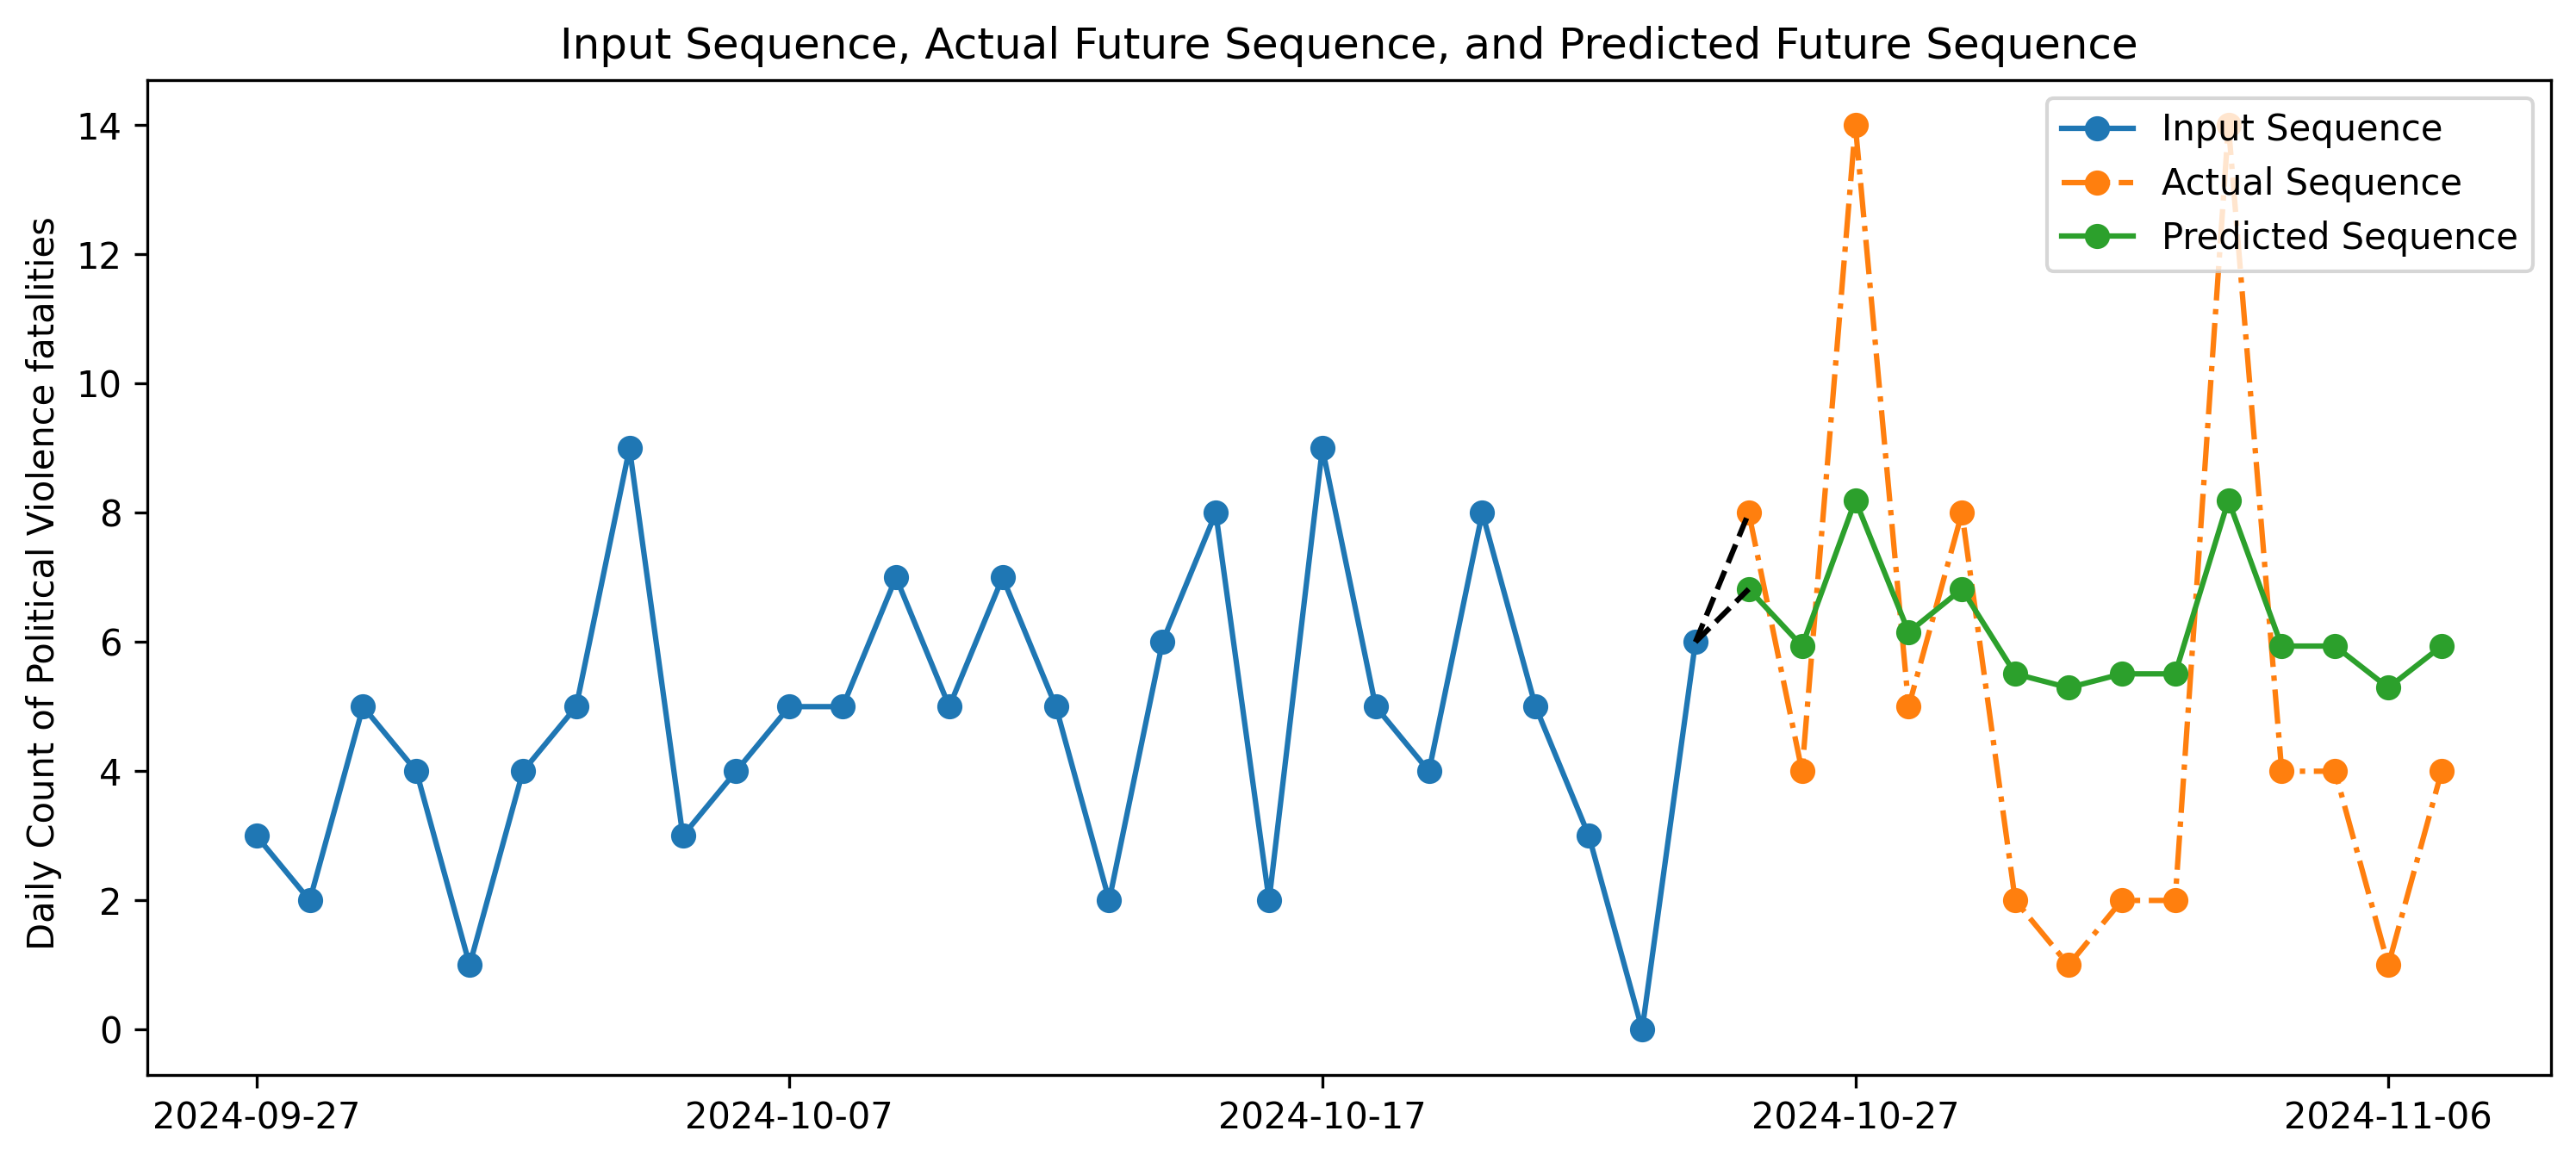 Input Sequence, Actual Future Sequence, and Predicted Future Sequence
Daily Count of Political Violence fatalities
14
12
10
8
6
4
2
0
Input Sequence
Actual Sequence
Predicted Sequence
2024-09-27
2024-10-07
2024-10-17
2024-10-27
2024-11-06